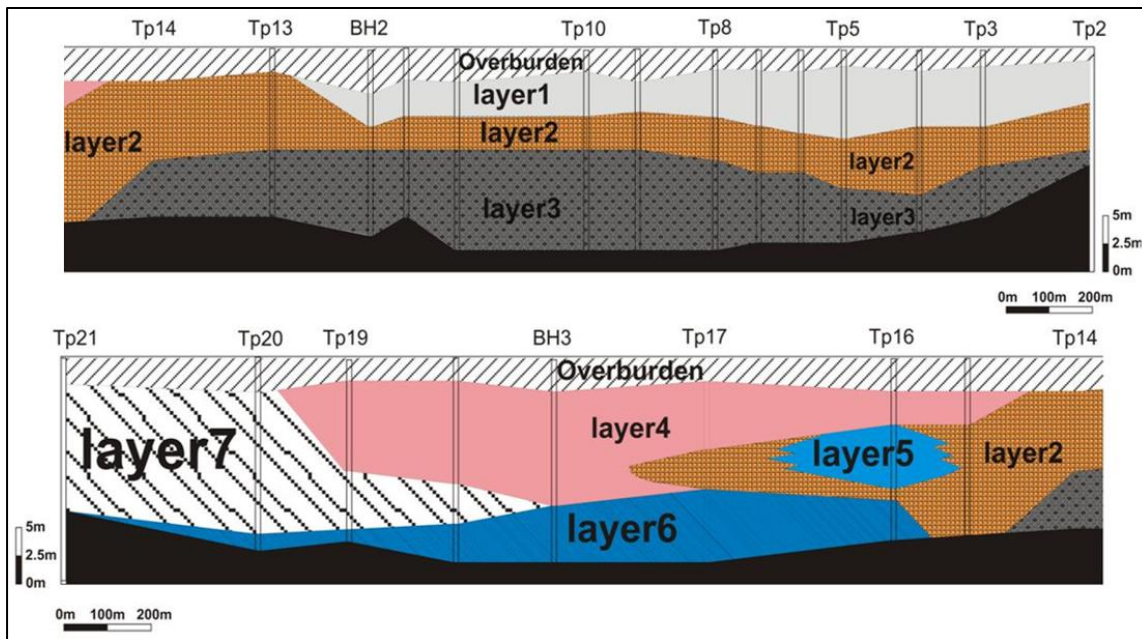 Tp14 Tp13 BH2 Tp10 Tp8 Tp5 Tp3 Tp2
Overburden
layer1
layer2 layer2 layer2
layer3 layer3
5m
2.5m
0m
0m 100m 200m
Tp21 Tp20 Tp19 BH3 Tp17 Tp16 Tp14
Overburden
layer7 layer4 layer5 layer2
layer6
5m
2.5m
0m
0m 100m 200m